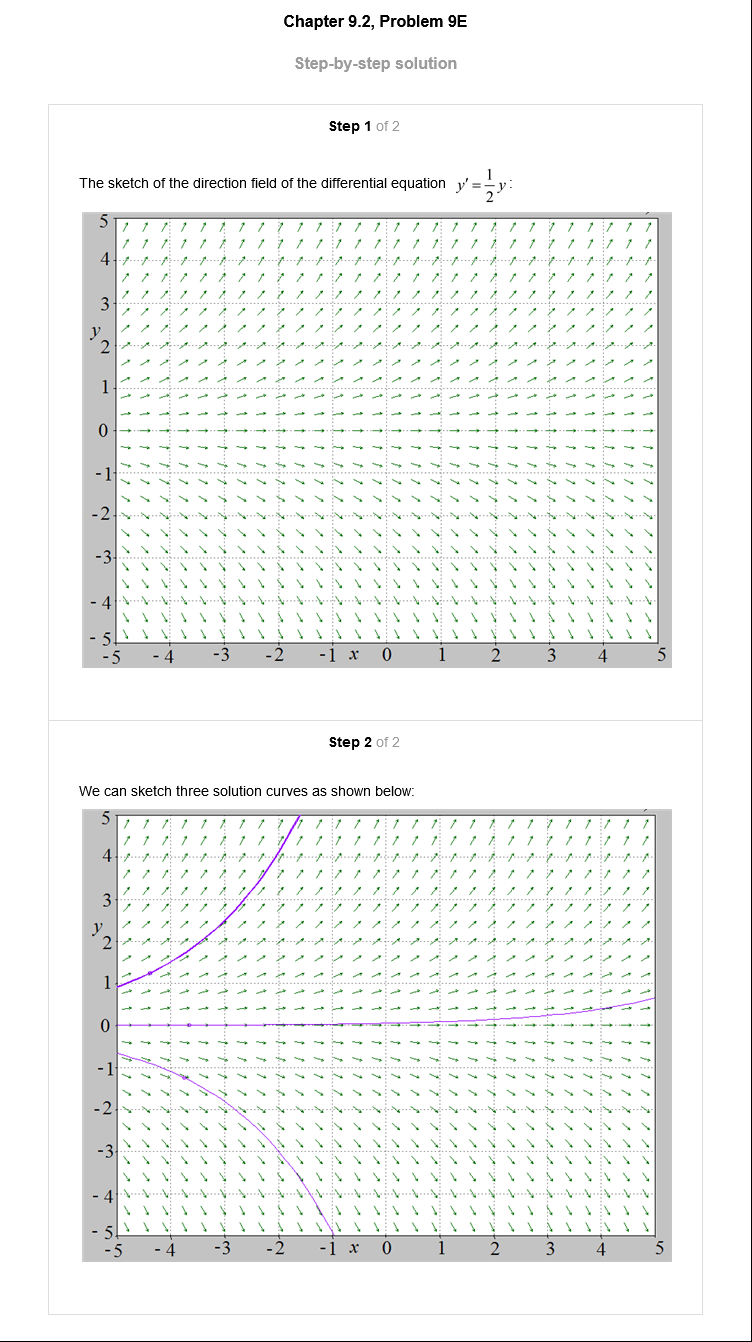 Chapter 9.2, Problem 9E
Step-by-step solution
Step 1 of 2
The sketch of the direction field of the differential equation y' = 1/2 y:
5
4
3
y
2
1
0
-1
-2
-3
- 4
- 5
-5 - 4 -3 -2 -1 x 0 1 2 3 4 5
Step 2 of 2
We can sketch three solution curves as shown below:
5
4
3
y
2
1
0
-1
-2
-3
- 4
- 5
-5 - 4 -3 -2 -1 x 0 1 2 3 4 5